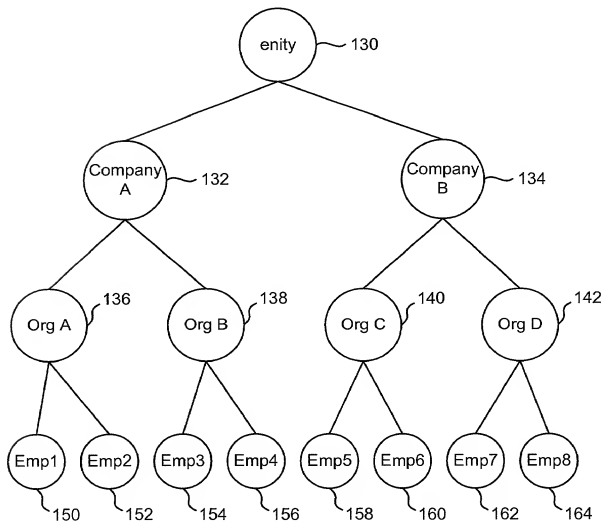 enity
130
Company
A
132
Company
B
134
Org A
136
Org B
138
Org C
140
Org D
142
Emp1
Emp2
Emp3
Emp4
Emp5
Emp6
Emp7
Emp8
150
152
154
156
158
160
162
164